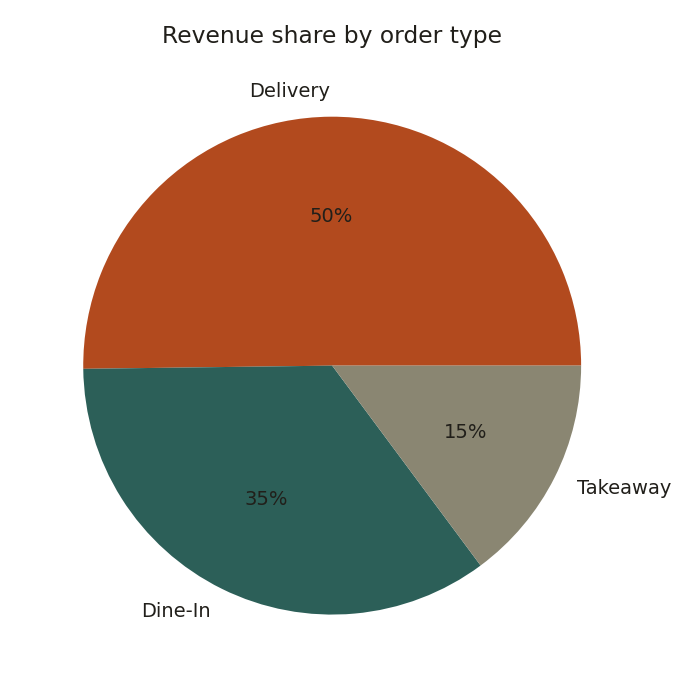 Revenue share by order type
Delivery
50%
15%
Takeaway
35%
Dine-In